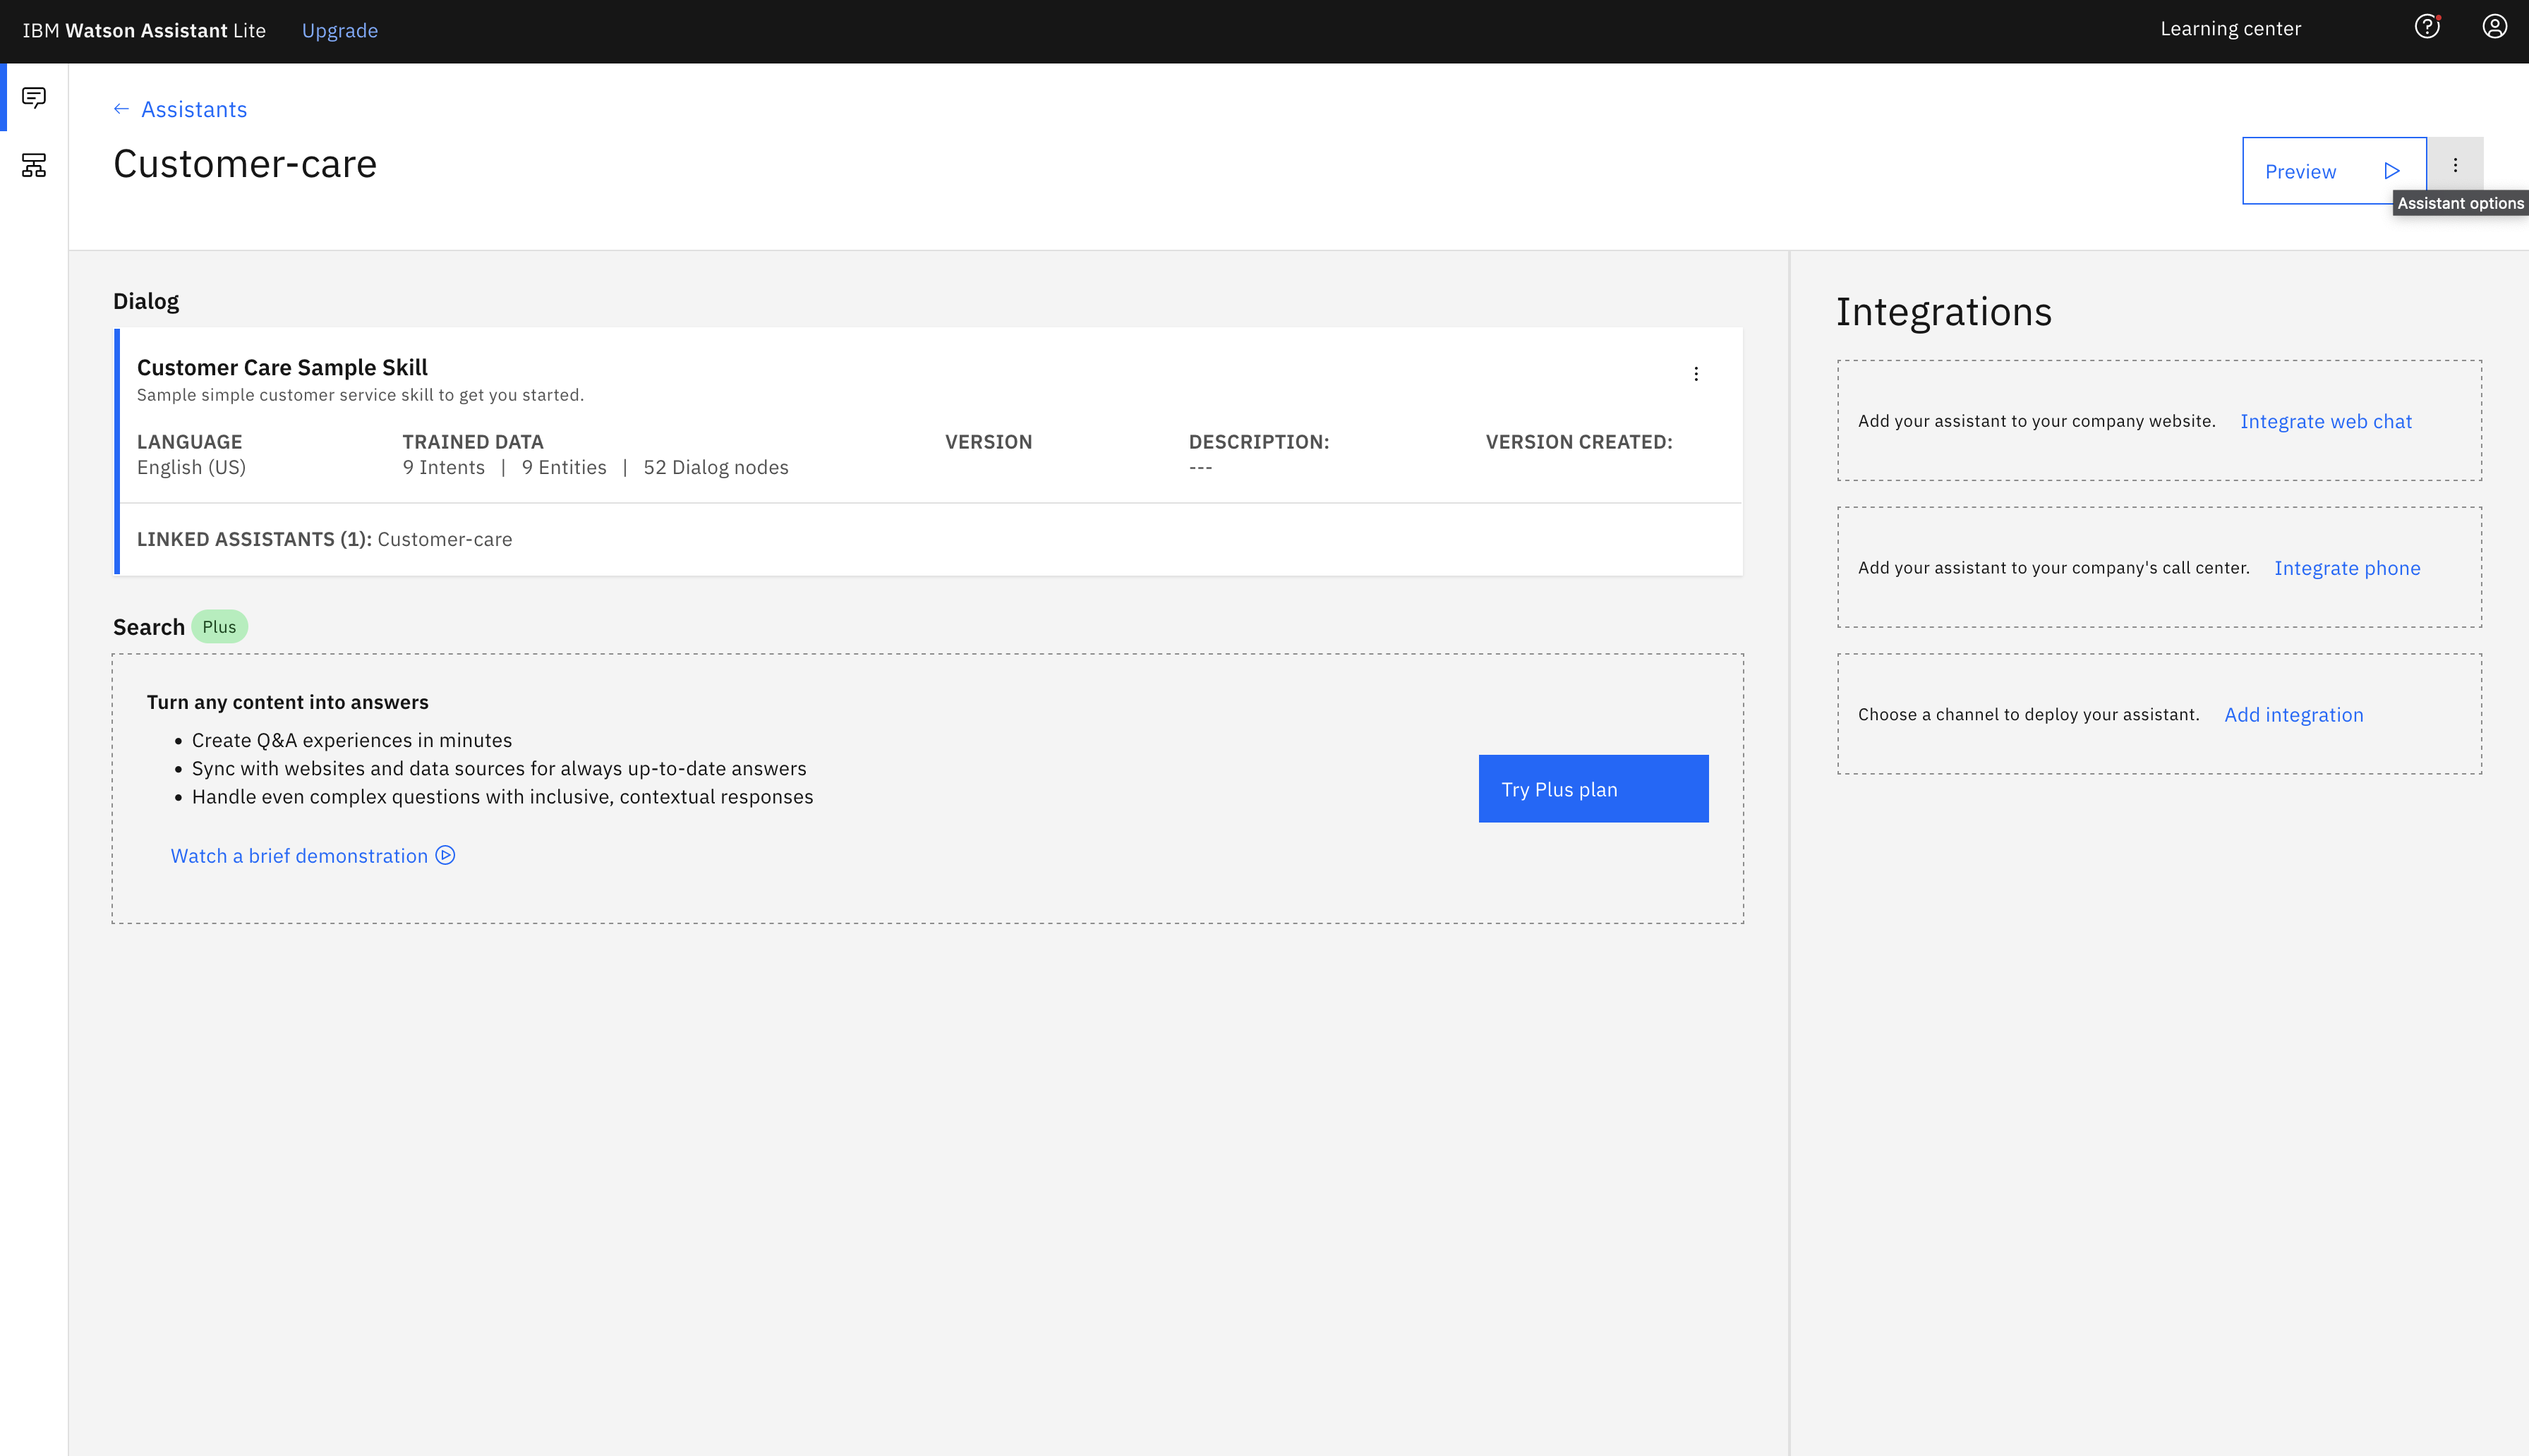 IBM Watson Assistant Lite
Upgrade
Learning center
Assistants
Customer-care
Preview
Assistant options
Dialog
Customer Care Sample Skill
Sample simple customer service skill to get you started.
LANGUAGE
English (US)
TRAINED DATA
9 Intents | 9 Entities | 52 Dialog nodes
VERSION
DESCRIPTION:
---
VERSION CREATED:
LINKED ASSISTANTS (1): Customer-care
Search Plus
Turn any content into answers
• Create Q&A experiences in minutes
• Sync with websites and data sources for always up-to-date answers
• Handle even complex questions with inclusive, contextual responses
Watch a brief demonstration
Try Plus plan
Integrations
Add your assistant to your company website. Integrate web chat
Add your assistant to your company's call center. Integrate phone
Choose a channel to deploy your assistant. Add integration